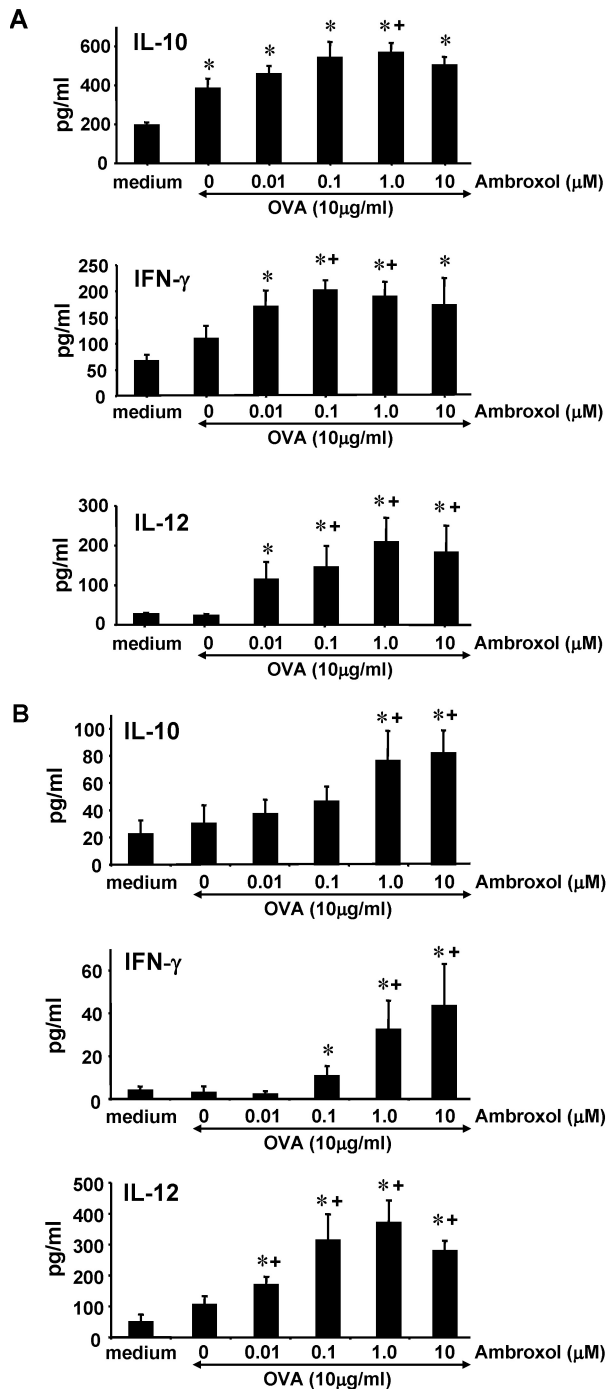 A
IL-10
pg/ml
600
400
200
0
* * * *+ *
medium 0 0.01 0.1 1.0 10 Ambroxol (μM)
OVA (10μg/ml)
IFN-γ
pg/ml
250
200
150
100
50
0
* *+ *+ *
medium 0 0.01 0.1 1.0 10 Ambroxol (μM)
OVA (10μg/ml)
IL-12
pg/ml
300
200
100
0
* *+ *+ *+
medium 0 0.01 0.1 1.0 10 Ambroxol (μM)
OVA (10μg/ml)
B
IL-10
pg/ml
100
80
60
40
20
0
*+ *+
medium 0 0.01 0.1 1.0 10 Ambroxol (μM)
OVA (10μg/ml)
IFN-γ
pg/ml
60
40
20
0
* *+ *+
medium 0 0.01 0.1 1.0 10 Ambroxol (μM)
OVA (10μg/ml)
IL-12
pg/ml
500
400
300
200
100
0
*+ *+ *+ *+
medium 0 0.01 0.1 1.0 10 Ambroxol (μM)
OVA (10μg/ml)